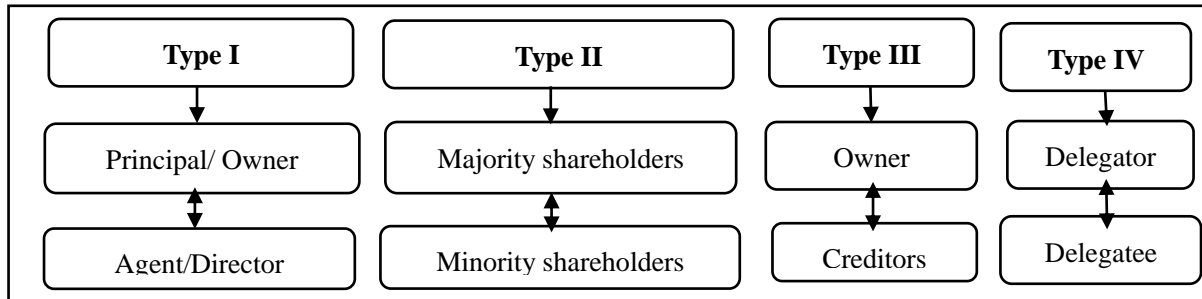 Type I
Type II
Type III
Type IV
Principal/ Owner
Majority shareholders
Owner
Delegator
Agent/Director
Minority shareholders
Creditors
Delegatee